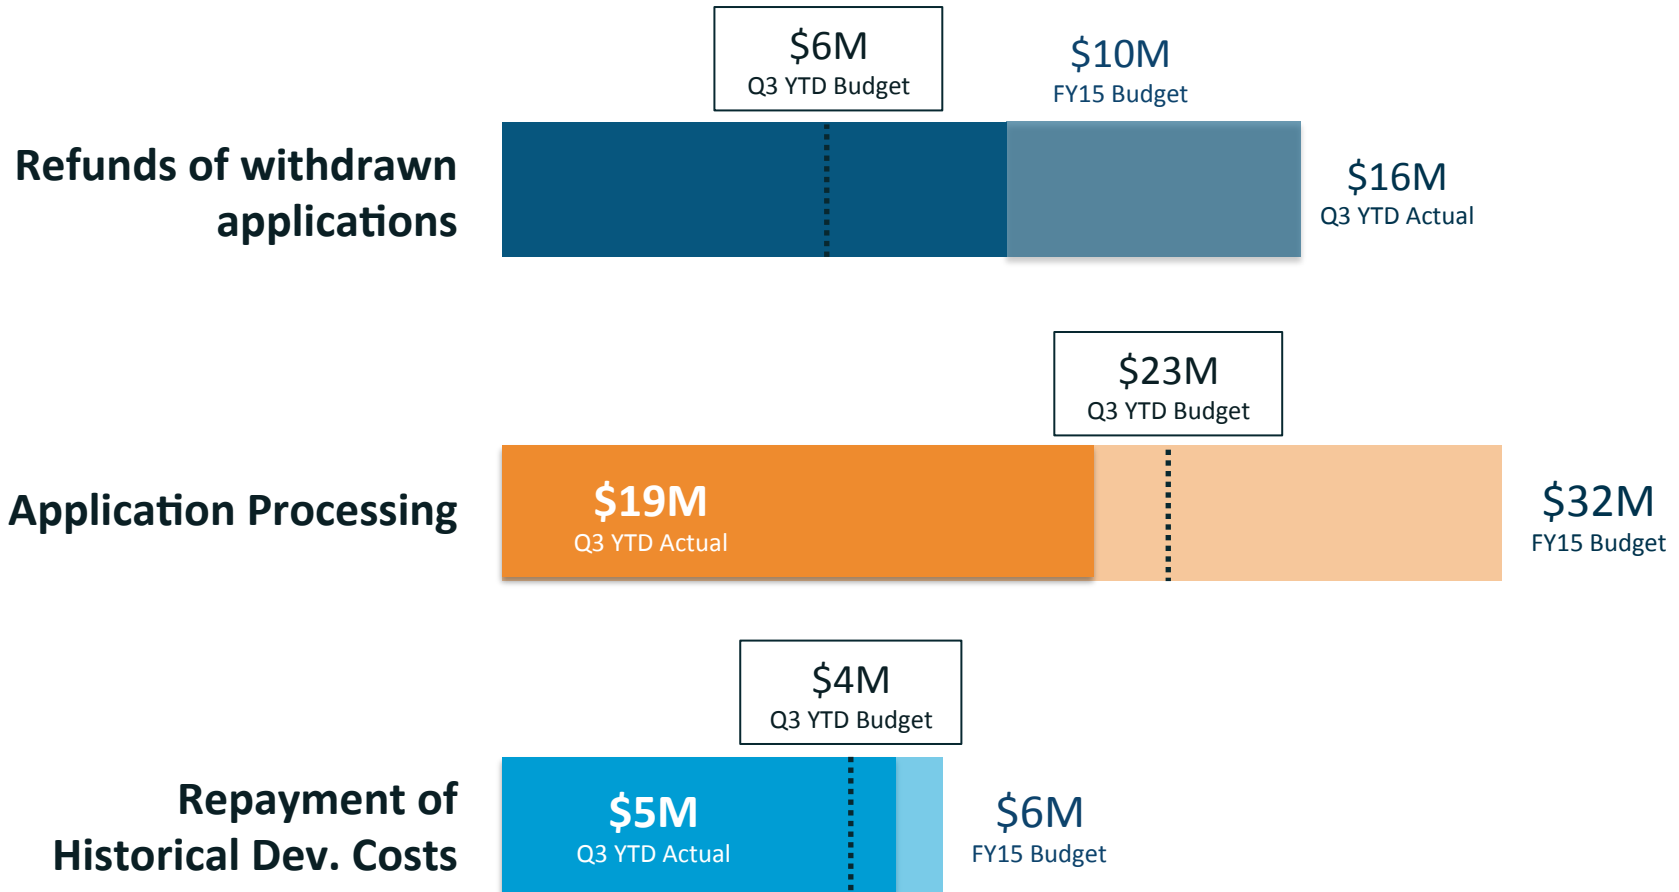 $6M
Q3 YTD Budget
$10M
FY15 Budget
Refunds of withdrawn
applications
$16M
Q3 YTD Actual
$23M
Q3 YTD Budget
Application Processing
$19M
Q3 YTD Actual
$32M
FY15 Budget
$4M
Q3 YTD Budget
Repayment of
Historical Dev. Costs
$5M
Q3 YTD Actual
$6M
FY15 Budget